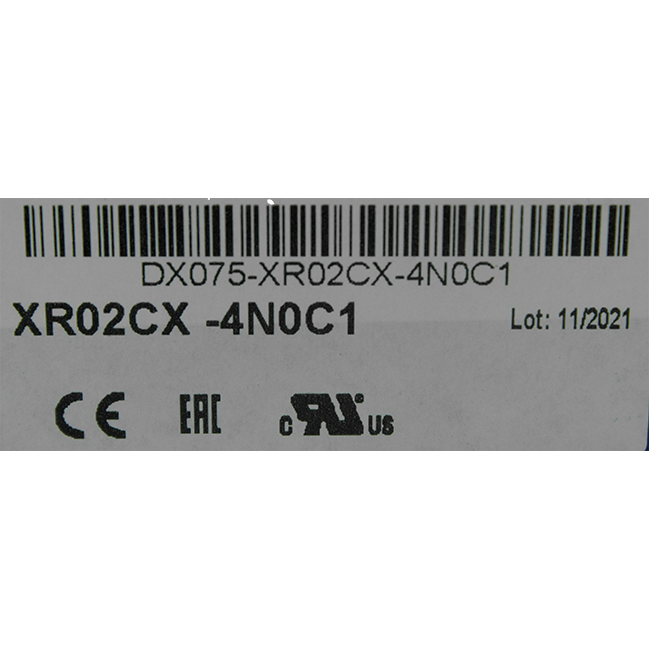 DX075-XR02CX-4N0C1
XR02CX -4N0C1
Lot: 11/2021
CE EAC c UR US